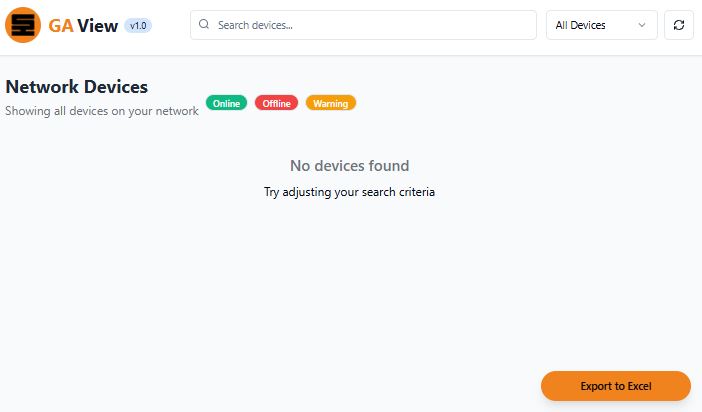 GA View v1.0
Search devices...
All Devices
Network Devices
Showing all devices on your network
Online
Offline
Warning
No devices found
Try adjusting your search criteria
Export to Excel